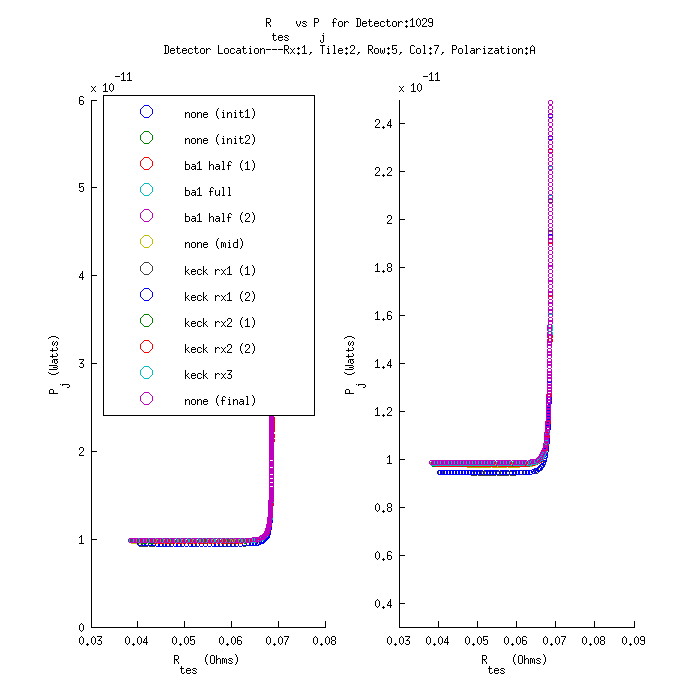 R    vs P  for Detector:1029
tes    j
Detector Location---Rx:1, Tile:2, Row:5, Col:7, Polarization:A
x 10^-11
6
5
4
3
2
1
0
P_j (Watts)
none (init1)
none (init2)
ba1 half (1)
ba1 full
ba1 half (2)
none (mid)
keck rx1 (1)
keck rx1 (2)
keck rx2 (1)
keck rx2 (2)
keck rx3
none (final)
0.03 0.04 0.05 0.06 0.07 0.08
R_tes (Ohms)
x 10^-11
2.4
2.2
2
1.8
1.6
1.4
1.2
1
0.8
0.6
0.4
P_j (Watts)
0.03 0.04 0.05 0.06 0.07 0.08 0.09
R_tes (Ohms)